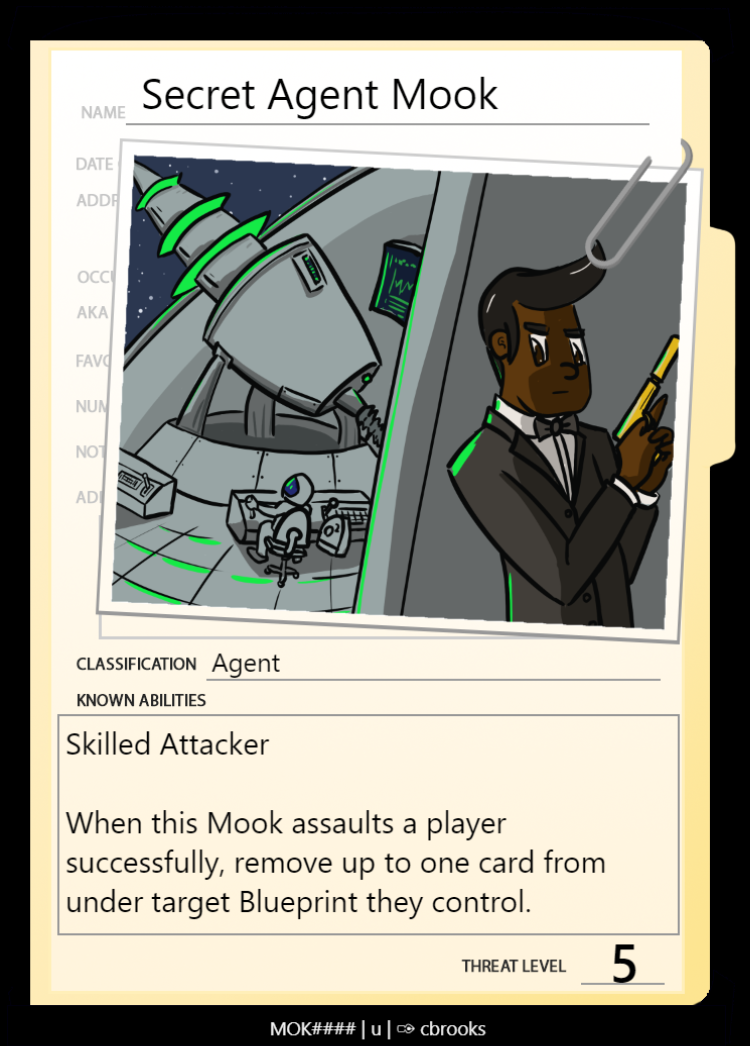 NAME Secret Agent Mook
DATE
ADDR
OCCU
AKA
FAVO
NUM
NOT
O²
CLASSIFICATION Agent
KNOWN ABILITIES
Skilled Attacker
When this Mook assaults a player
successfully, remove up to one card from
under target Blueprint they control.
THREAT LEVEL 5
MOK#### | u | cbrooks